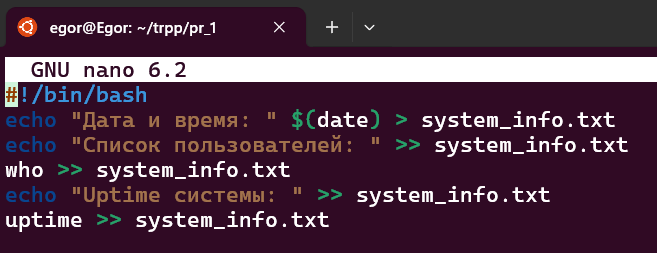 egor@Egor: ~/trpp/pr_1
GNU nano 6.2
#!/bin/bash
echo "Дата и время: " $(date) > system_info.txt
echo "Список пользователей: " >> system_info.txt
who >> system_info.txt
echo "Uptime системы: " >> system_info.txt
uptime >> system_info.txt